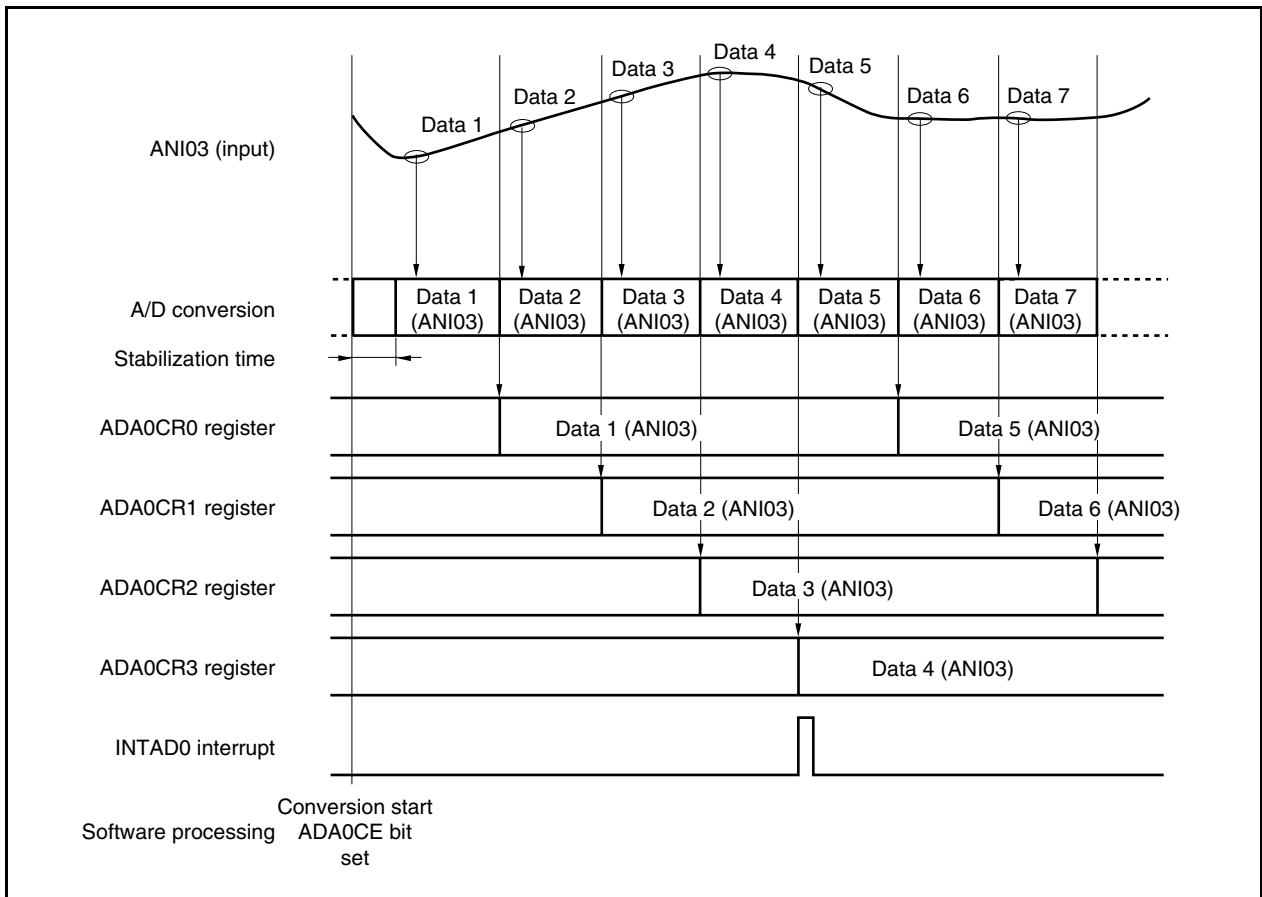 Data 1
Data 2
Data 3
Data 4
Data 5
Data 6
Data 7
ANI03 (input)
A/D conversion
Data 1
(ANI03)
Data 2
(ANI03)
Data 3
(ANI03)
Data 4
(ANI03)
Data 5
(ANI03)
Data 6
(ANI03)
Data 7
(ANI03)
Stabilization time
ADA0CR0 register
Data 1 (ANI03)
Data 5 (ANI03)
ADA0CR1 register
Data 2 (ANI03)
Data 6 (ANI03)
ADA0CR2 register
Data 3 (ANI03)
ADA0CR3 register
Data 4 (ANI03)
INTAD0 interrupt
Software processing
Conversion start
ADA0CE bit
set